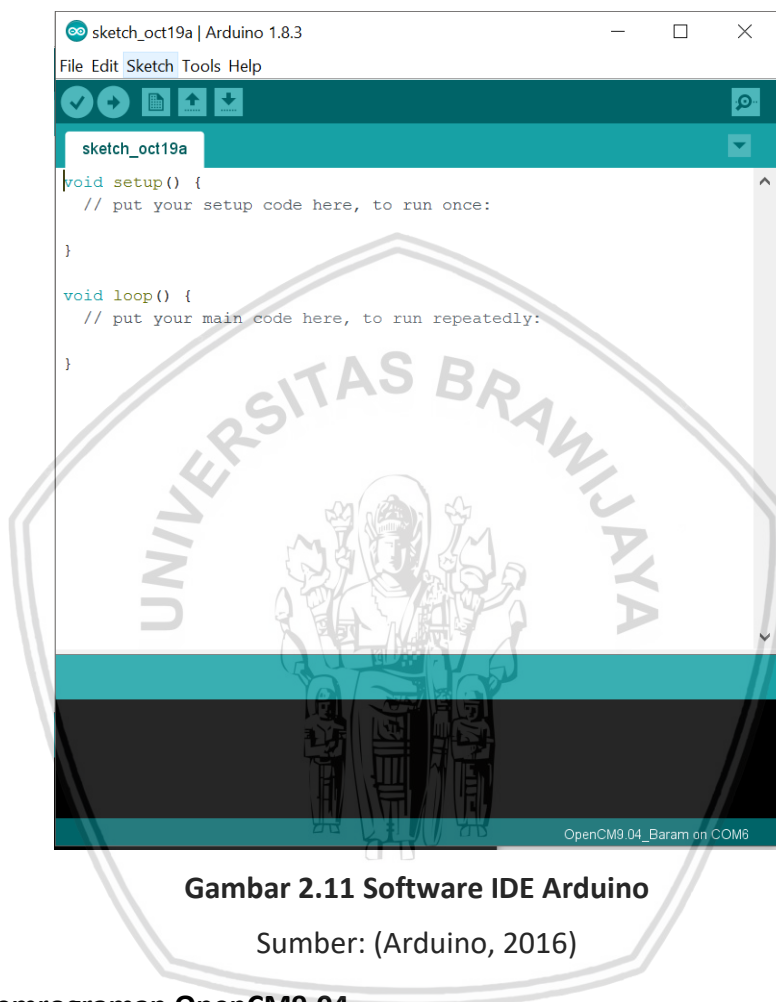 sketch_oct19a | Arduino 1.8.3
File Edit Sketch Tools Help
sketch_oct19a
void setup() {
// put your setup code here, to run once:
}
void loop() {
// put your main code here, to run repeatedly:
}
UNIVERSITAS BRAWIJAYA
OpenCM9.04_Baram on COM6
Gambar 2.11 Software IDE Arduino
Sumber: (Arduino, 2016)
OpenCM9.04